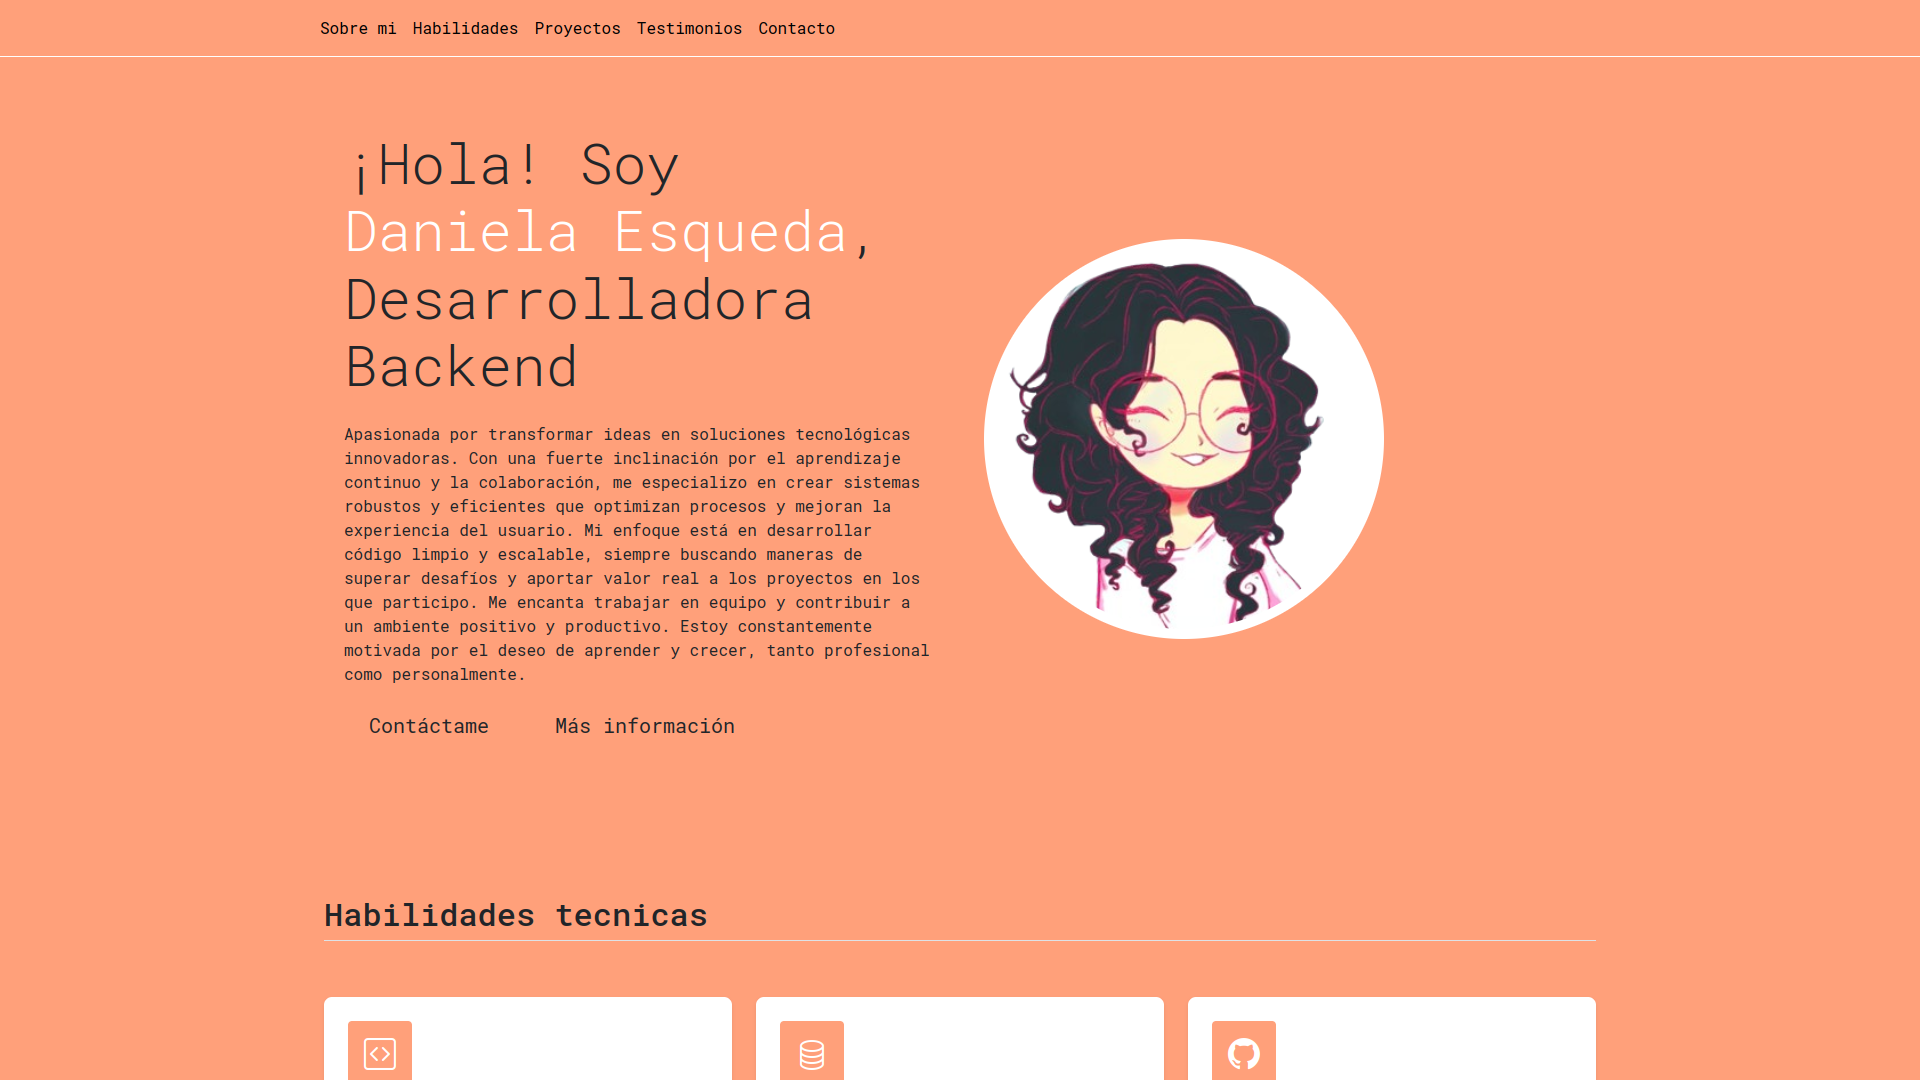 Sobre mi Habilidades Proyectos Testimonios Contacto
¡Hola! Soy
Daniela Esqueda,
Desarrolladora
Backend
Apasionada por transformar ideas en soluciones tecnológicas
innovadoras. Con una fuerte inclinación por el aprendizaje
continuo y la colaboración, me especializo en crear sistemas
robustos y eficientes que optimizan procesos y mejoran la
experiencia del usuario. Mi enfoque está en desarrollar
código limpio y escalable, siempre buscando maneras de
superar desafíos y aportar valor real a los proyectos en los
que participo. Me encanta trabajar en equipo y contribuir a
un ambiente positivo y productivo. Estoy constantemente
motivada por el deseo de aprender y crecer, tanto profesional
como personalmente.
Contáctame Más información
Habilidades tecnicas